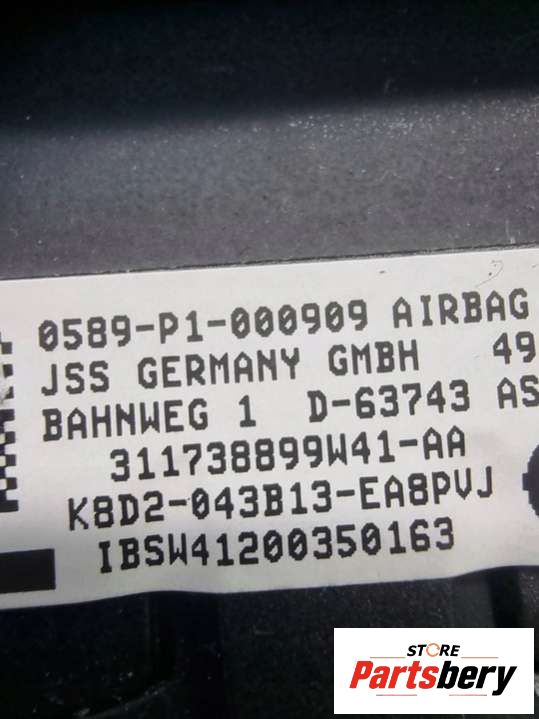 0589-P1-000909 AIRBAG
JSS GERMANY GMBH 49
BAHNWEG 1 D-63743 AS
311738899W41-AA
K8D2-043B13-EA8PVJ
IBSW41200350163
STORE
Partsbery